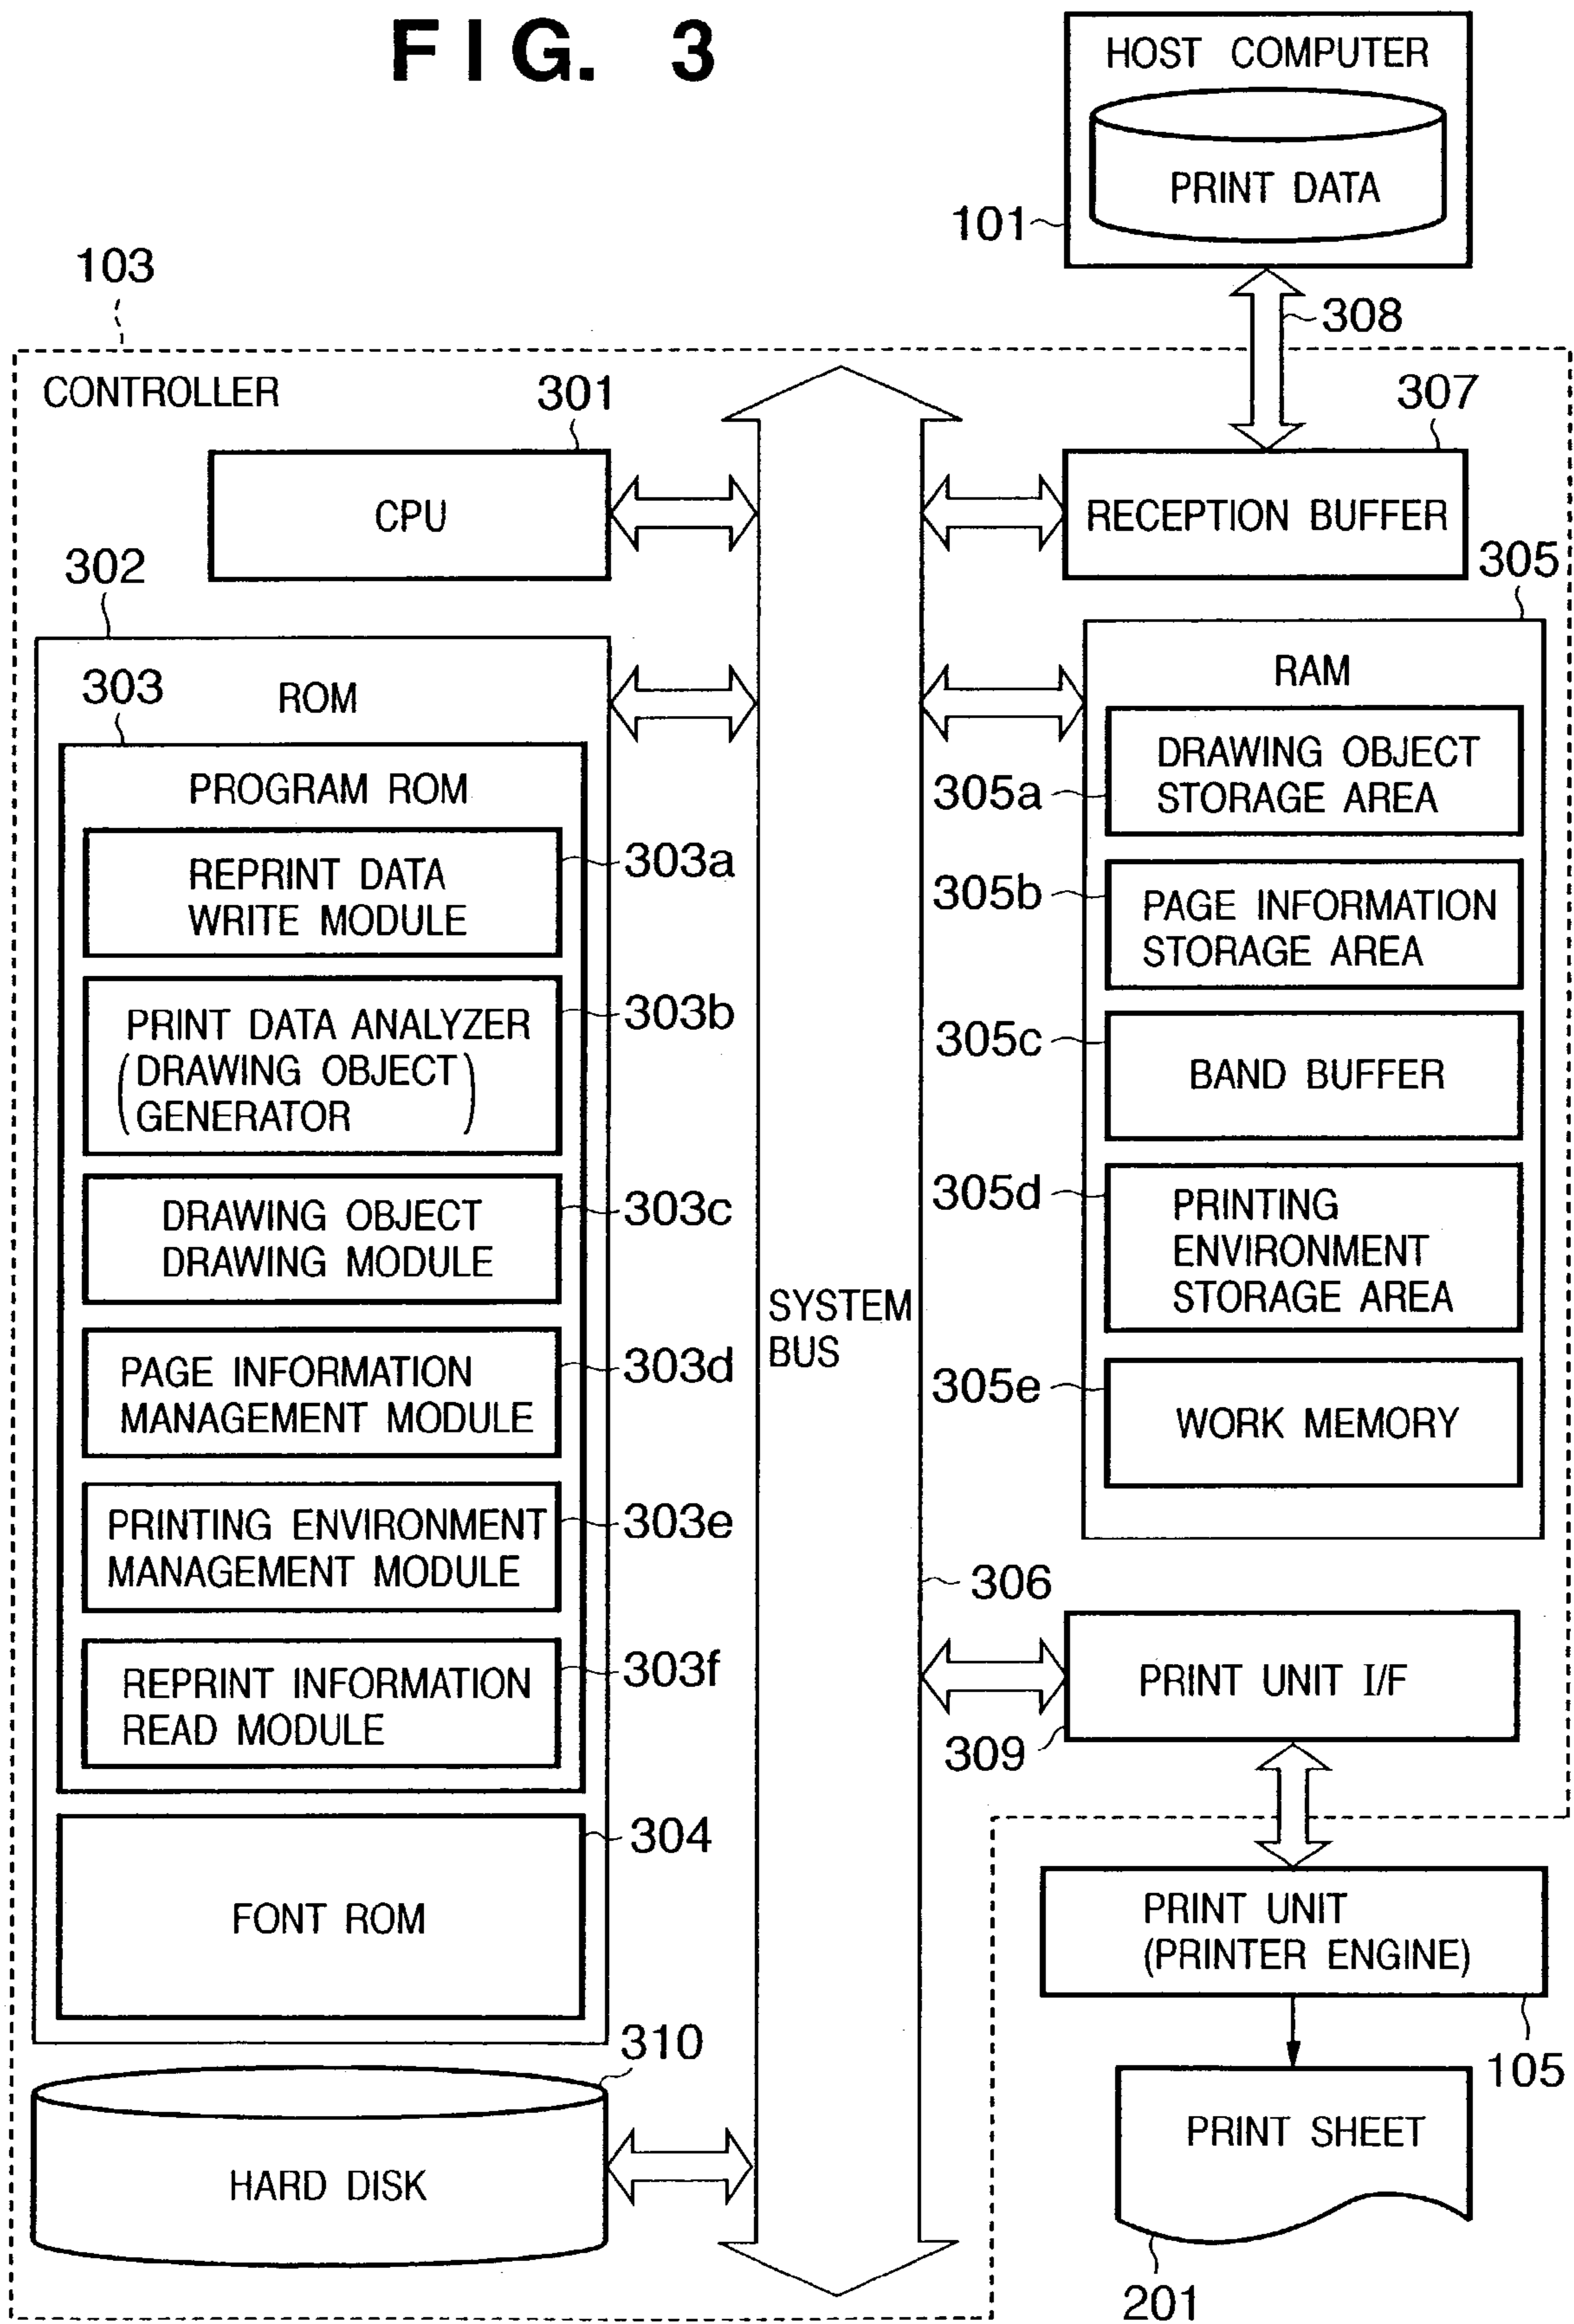 FIG. 3
HOST COMPUTER
PRINT DATA
101
103
308
CONTROLLER
301
307
CPU
RECEPTION BUFFER
302
305
303
ROM
RAM
PROGRAM ROM
DRAWING OBJECT
STORAGE AREA
305a
REPRINT DATA
WRITE MODULE
303a
305b
PAGE INFORMATION
STORAGE AREA
PRINT DATA ANALYZER
(DRAWING OBJECT
GENERATOR)
303b
305c
BAND BUFFER
DRAWING OBJECT
DRAWING MODULE
303c
305d
PRINTING
ENVIRONMENT
STORAGE AREA
SYSTEM
BUS
PAGE INFORMATION
MANAGEMENT MODULE
303d
305e
WORK MEMORY
PRINTING ENVIRONMENT
MANAGEMENT MODULE
303e
306
REPRINT INFORMATION
READ MODULE
303f
PRINT UNIT I/F
309
304
FONT ROM
PRINT UNIT
(PRINTER ENGINE)
310
105
HARD DISK
PRINT SHEET
201